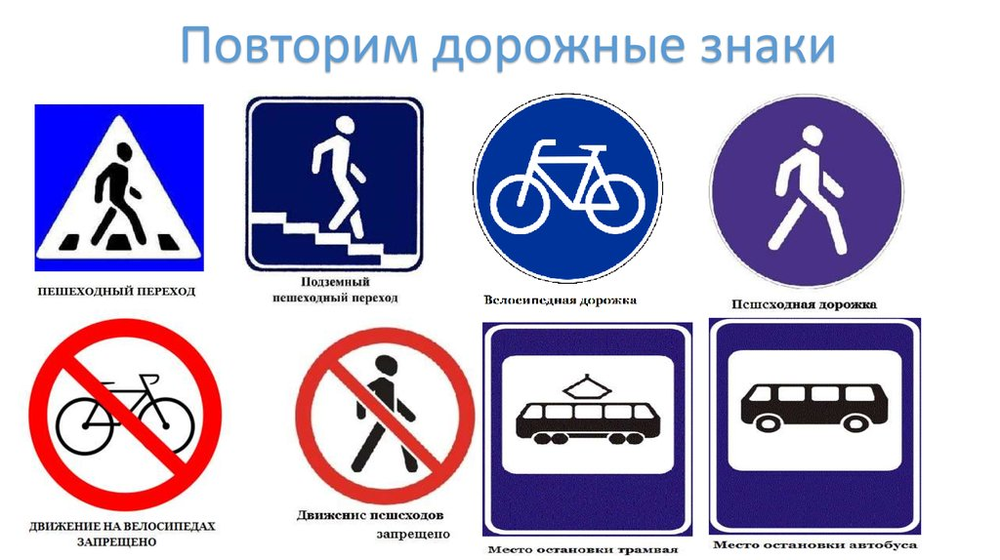 Повторим дорожные знаки
ПЕШЕХОДНЫЙ ПЕРЕХОД
Подземный
пешеходный переход
Велосипедная дорожка
Пешеходная дорожка
ДВИЖЕНИЕ НА ВЕЛОСИПЕДАХ
ЗАПРЕЩЕНО
Движение пешеходов
запрещено
Место остановки трамвая
Место остановки автобуса